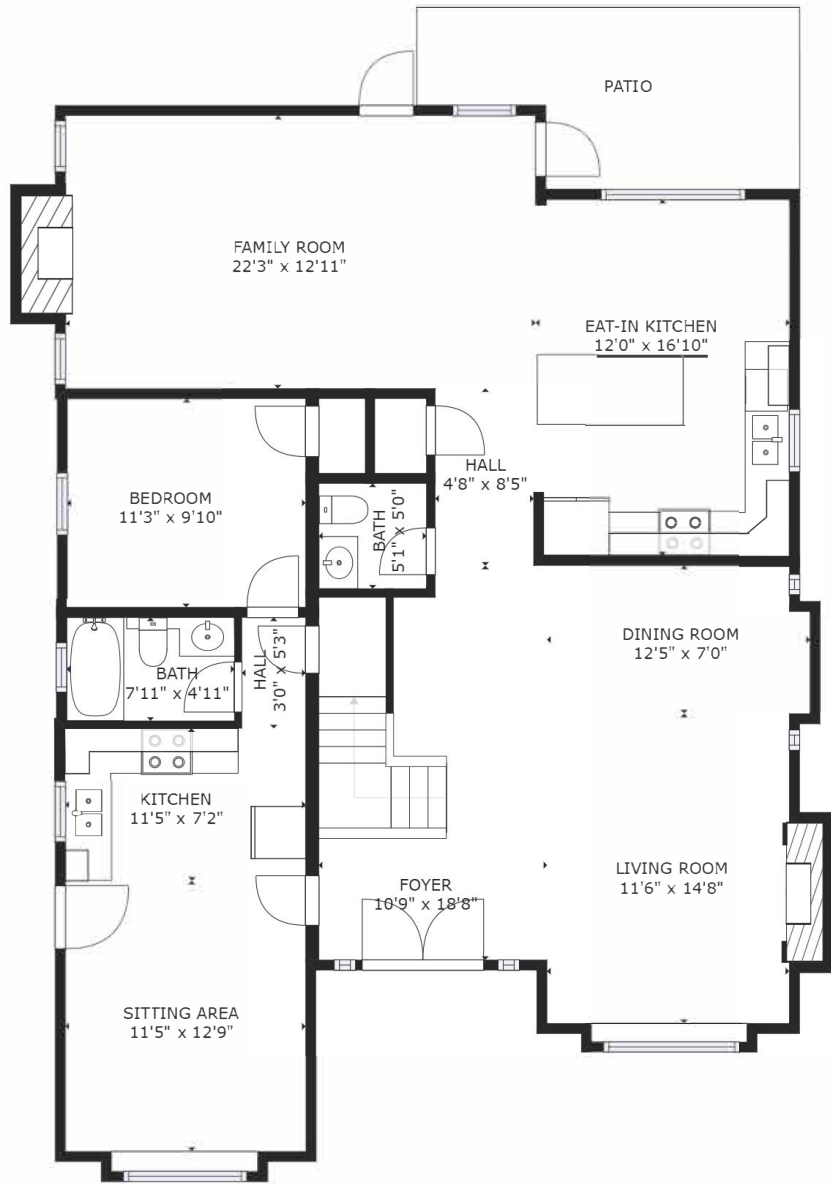 PATIO
FAMILY ROOM
22'3" x 12'11"
EAT-IN KITCHEN
12'0" x 16'10"
HALL
4'8" x 8'5"
BEDROOM
11'3" x 9'10"
BATH
5'1" x 5'0"
DINING ROOM
12'5" x 7'0"
BATH
7'11" x 4'11"
HALL
3'0" x 5'3"
KITCHEN
11'5" x 7'2"
LIVING ROOM
11'6" x 14'8"
FOYER
10'9" x 18'8"
SITTING AREA
11'5" x 12'9"